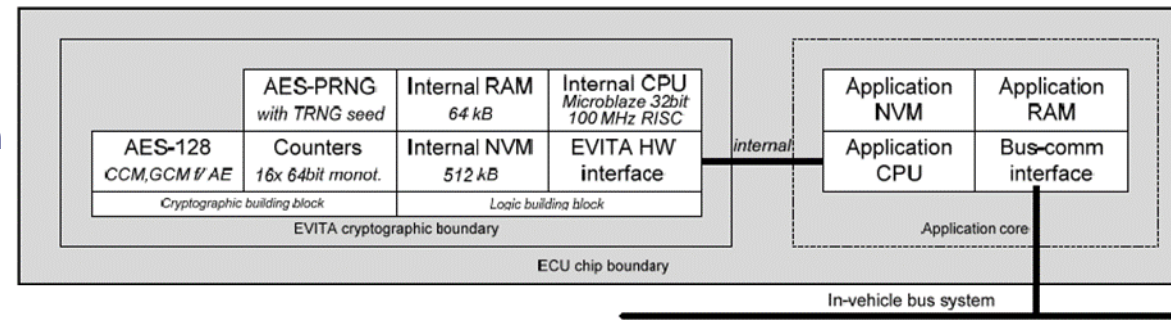 AES-PRNG
with TRNG seed
Internal RAM
64 kB
Internal CPU
Microblaze 32bit
100 MHz RISC
AES-128
CCM,GCM f/ AE
Counters
16x 64bit monot.
Internal NVM
512 kB
EVITA HW
interface
Cryptographic building block
Logic building block
EVITA cryptographic boundary
internal
Application
NVM
Application
RAM
Application
CPU
Bus-comm
interface
Application core
ECU chip boundary
In-vehicle bus system